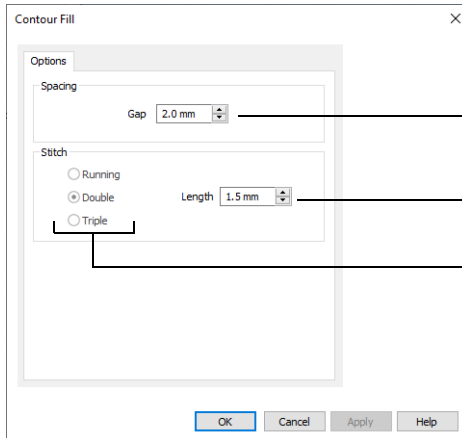 Contour Fill
Options
Spacing
Gap 2.0 mm
Stitch
Running
Double Length 1.5 mm
Triple
OK Cancel Apply Help